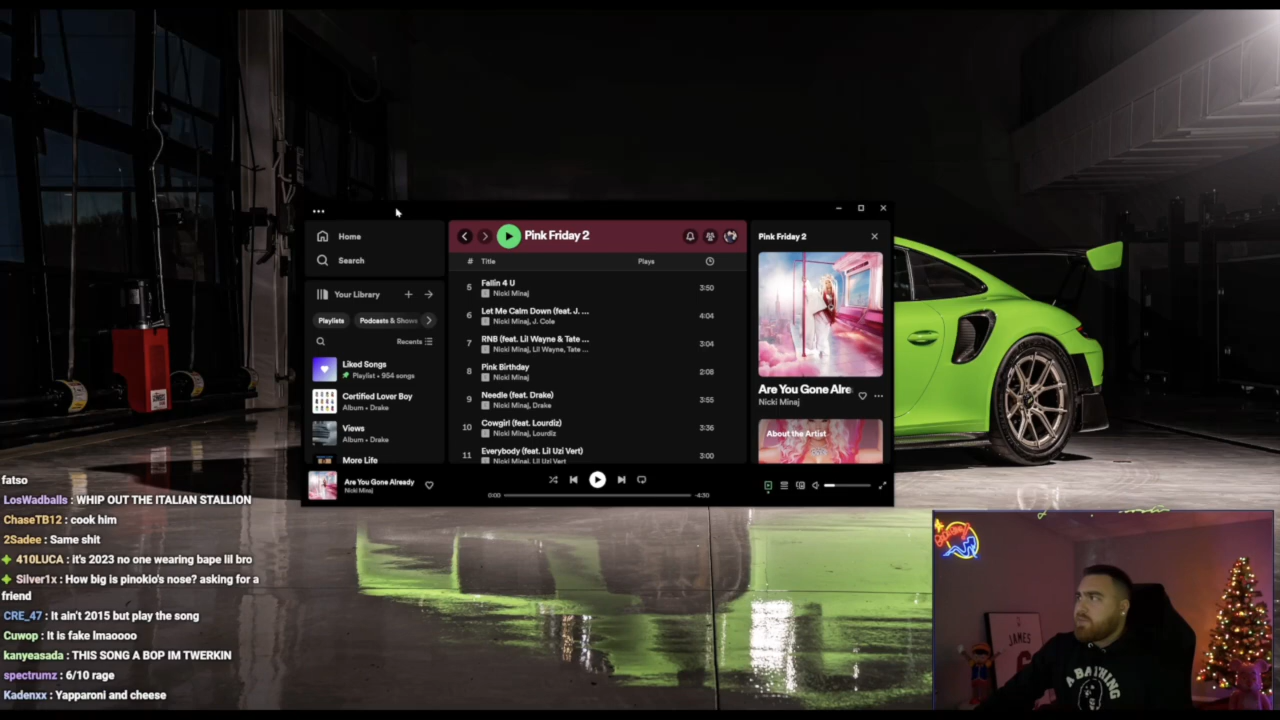 Home
Search
Your Library
Playlists
Podcasts & Shows
Recents
Liked Songs
Playlist • 954 songs
Certified Lover Boy
Album • Drake
Views
Album • Drake
More Life
Pink Friday 2
# Title Plays
5 Fallin 4 U 3:50
Nicki Minaj
6 Let Me Calm Down (feat. J. ... 4:04
Nicki Minaj, J. Cole
7 RNB (feat. Lil Wayne & Tate ... 3:04
Nicki Minaj, Lil Wayne, Tate ...
8 Pink Birthday 2:08
Nicki Minaj
9 Needle (feat. Drake) 3:55
Nicki Minaj, Drake
10 Cowgirl (feat. Lourdiz) 3:36
Nicki Minaj, Lourdiz
11 Everybody (feat. Lil Uzi Vert) 3:00
Nicki Minaj, Lil Uzi Vert
Pink Friday 2
Are You Gone Alre
Nicki Minaj
About the Artist
Are You Gone Already
Nicki Minaj
0:00 -4:30
fatso
LosWadballs : WHIP OUT THE ITALIAN STALLION
ChaseTB12 : cook him
2Sadee : Same shit
410LUCA : it's 2023 no one wearing bape lil bro
Silver1x : How big is pinokio's nose? asking for a
friend
CRE_47 : It ain't 2015 but play the song
Cuwop : It is fake lmaoooo
kanyeasada : THIS SONG A BOP IM TWERKIN
spectrumz : 6/10 rage
Kadenxx : Yapparoni and cheese
JAMES
6
A BATHING